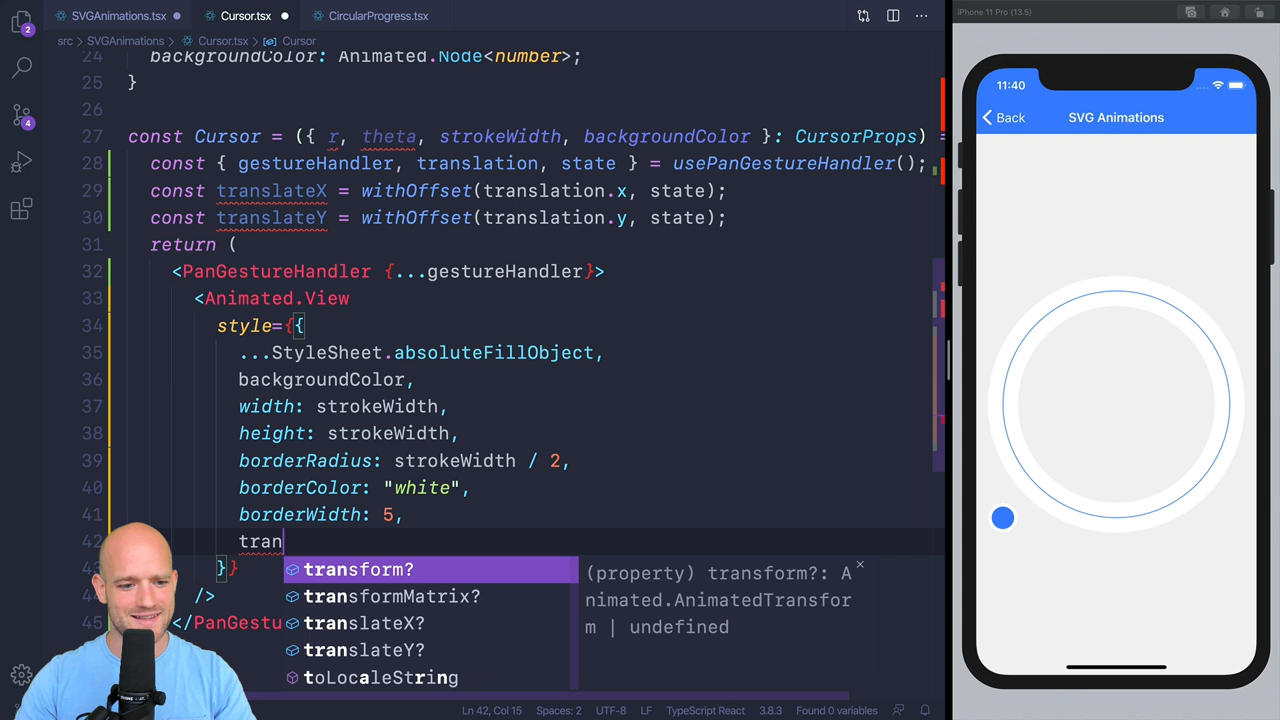 SVGAnimations.tsx
Cursor.tsx
CircularProgress.tsx
iPhone 11 Pro (13.5)
src > SVGAnimations > Cursor.tsx > Cursor
24 backgroundColor: Animated.Node<number>;
25 }
26
27 const Cursor = ({ r, theta, strokeWidth, backgroundColor }: CursorProps) =
28 const { gestureHandler, translation, state } = usePanGestureHandler();
29 const translateX = withOffset(translation.x, state);
30 const translateY = withOffset(translation.y, state);
31 return (
32 <PanGestureHandler {...gestureHandler}>
33 <Animated.View
34 style={{
35 ...StyleSheet.absoluteFillObject,
36 backgroundColor,
37 width: strokeWidth,
38 height: strokeWidth,
39 borderRadius: strokeWidth / 2,
40 borderColor: "white",
41 borderWidth: 5,
42 tran
43 }}
44 />
45 </PanGestu
transform?
transformMatrix?
translateX?
translateY?
toLocaleString
(property) transform?: A
nimated.AnimatedTransfor
m | undefined
2
4
11:40
Back
SVG Animations
Ln 42, Col 15
Spaces: 2
UTF-8
LF
TypeScript React
3.8.3
Found 0 variables